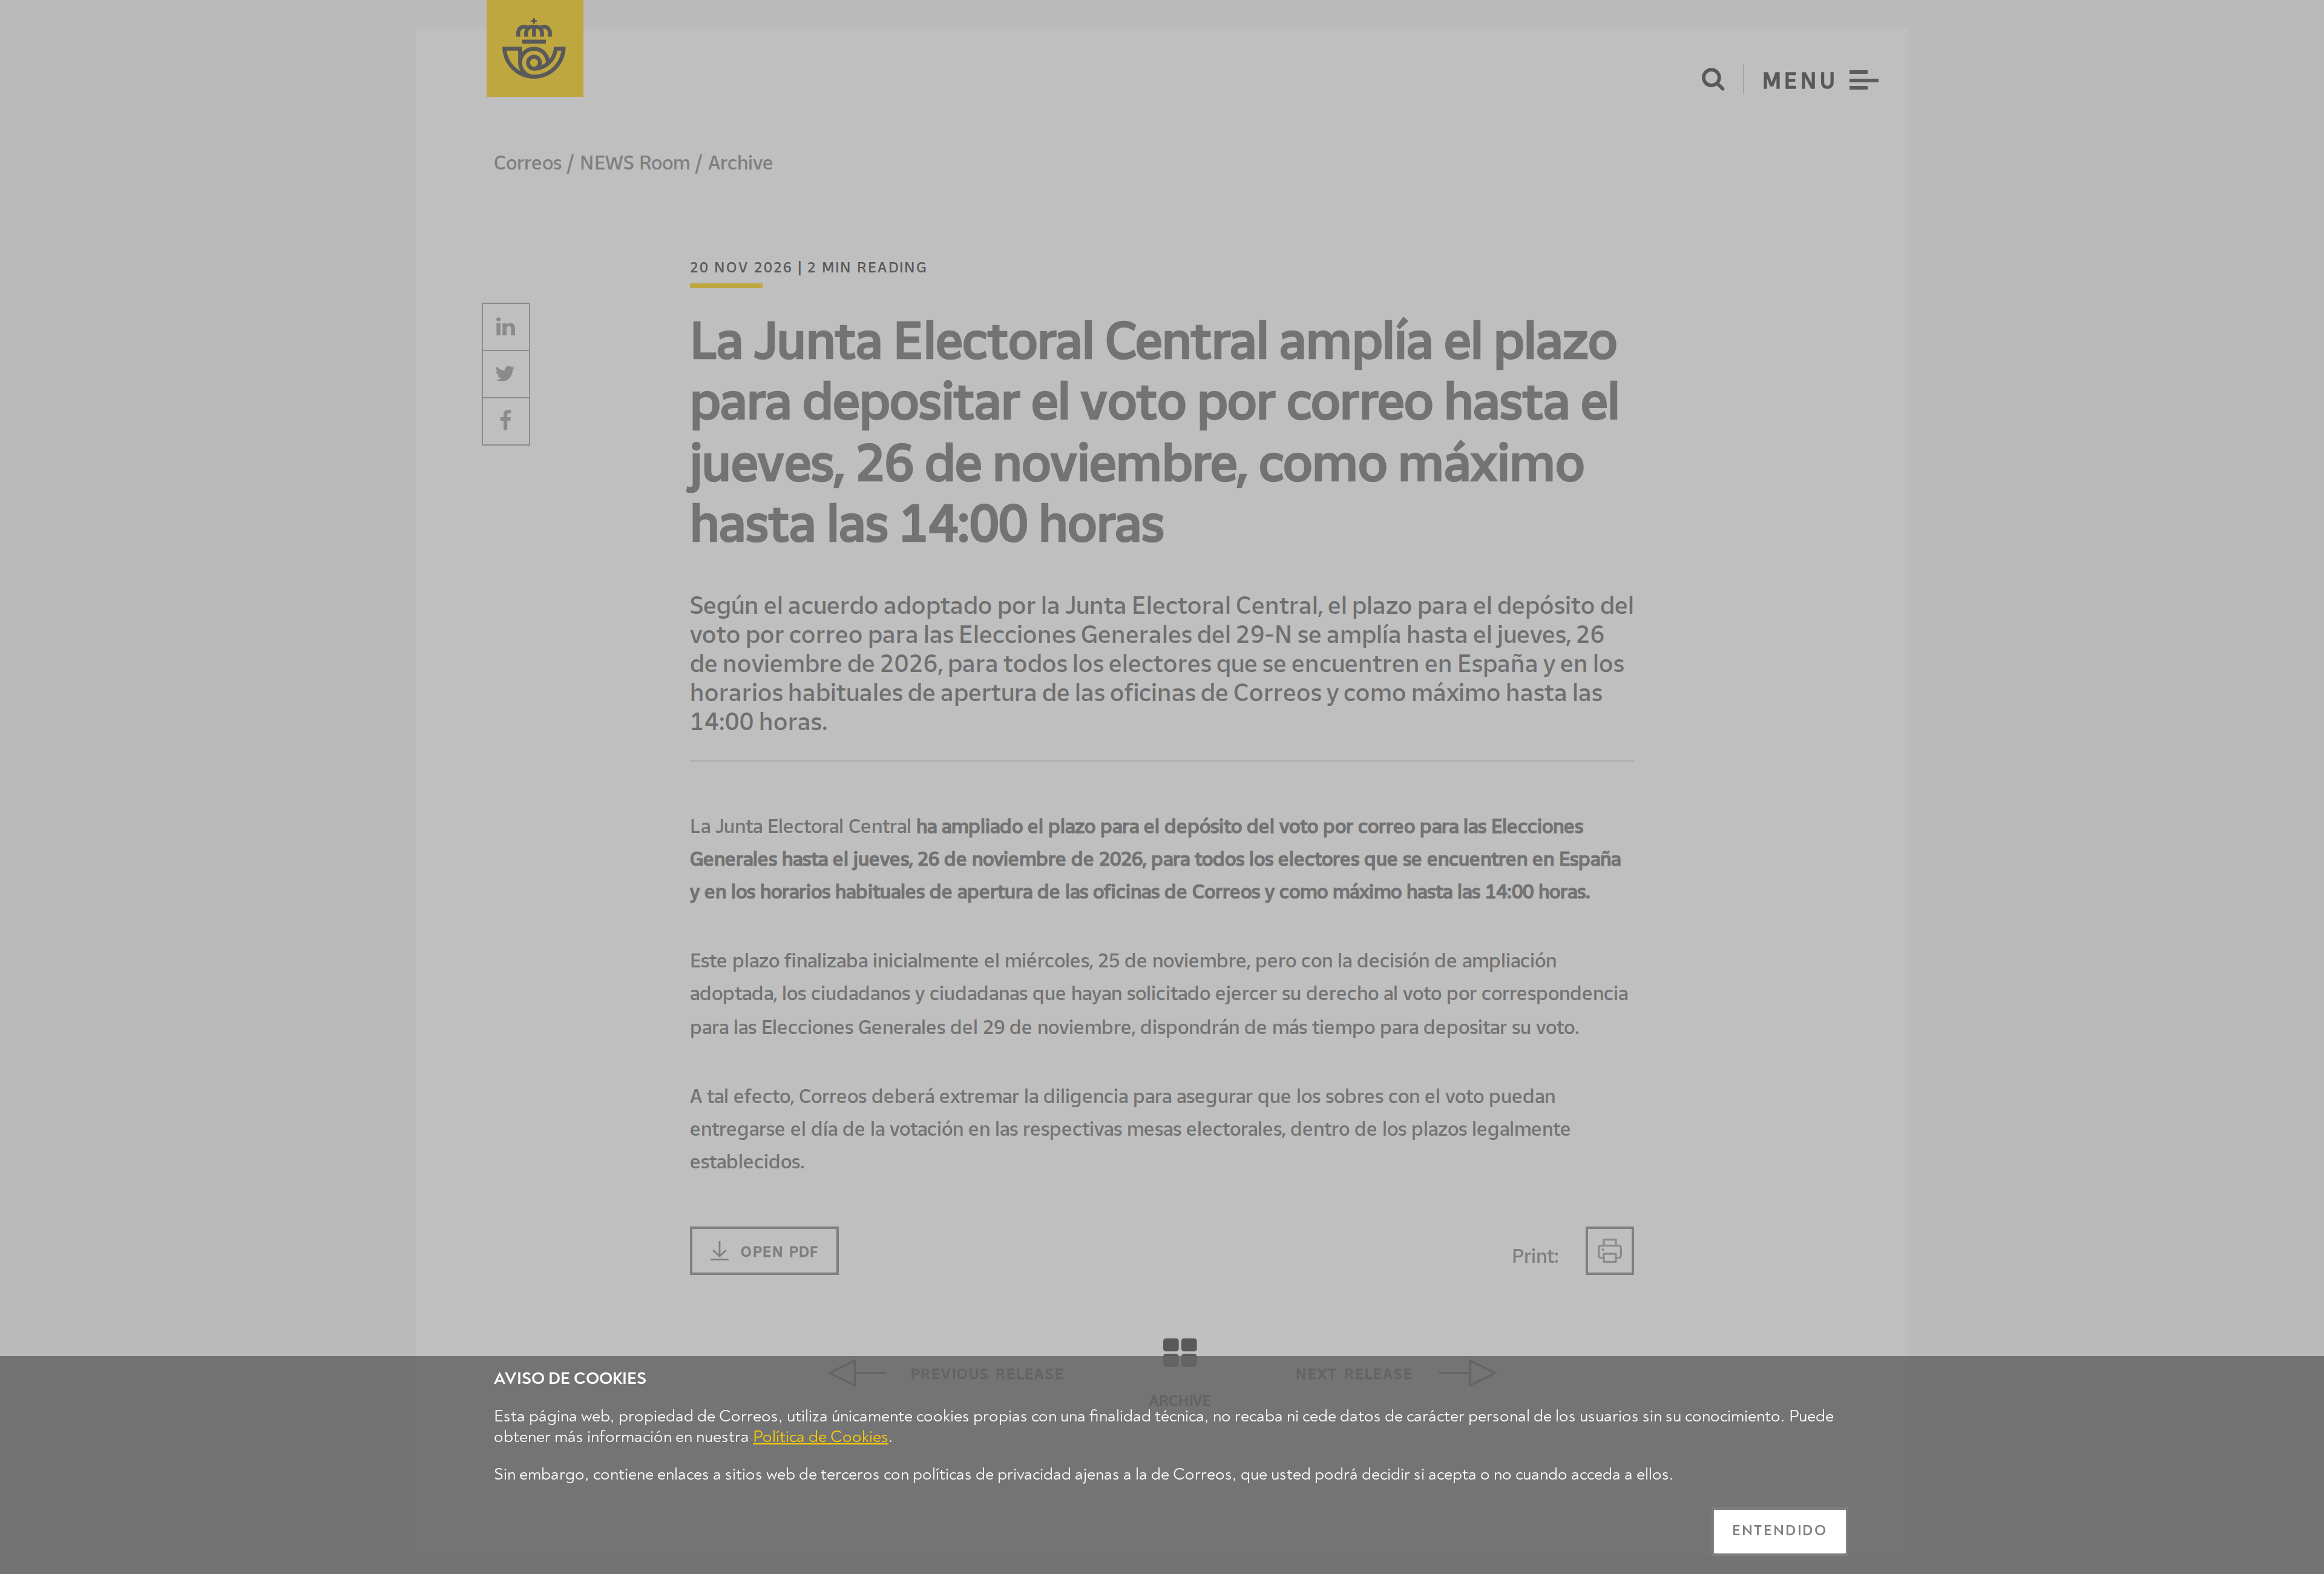 MENU
Correos / NEWS Room / Archive
20 NOV 2026 | 2 MIN READING
La Junta Electoral Central amplía el plazo
para depositar el voto por correo hasta el
jueves, 26 de noviembre, como máximo
hasta las 14:00 horas
Según el acuerdo adoptado por la Junta Electoral Central, el plazo para el depósito del
voto por correo para las Elecciones Generales del 29-N se amplía hasta el jueves, 26
de noviembre de 2026, para todos los electores que se encuentren en España y en los
horarios habituales de apertura de las oficinas de Correos y como máximo hasta las
14:00 horas.
La Junta Electoral Central ha ampliado el plazo para el depósito del voto por correo para las Elecciones
Generales hasta el jueves, 26 de noviembre de 2026, para todos los electores que se encuentren en España
y en los horarios habituales de apertura de las oficinas de Correos y como máximo hasta las 14:00 horas.
Este plazo finalizaba inicialmente el miércoles, 25 de noviembre, pero con la decisión de ampliación
adoptada, los ciudadanos y ciudadanas que hayan solicitado ejercer su derecho al voto por correspondencia
para las Elecciones Generales del 29 de noviembre, dispondrán de más tiempo para depositar su voto.
A tal efecto, Correos deberá extremar la diligencia para asegurar que los sobres con el voto puedan
entregarse el día de la votación en las respectivas mesas electorales, dentro de los plazos legalmente
establecidos.
OPEN PDF
Print:
PREVIOUS RELEASE
ARCHIVE
NEXT RELEASE
AVISO DE COOKIES
Esta página web, propiedad de Correos, utiliza únicamente cookies propias con una finalidad técnica, no recaba ni cede datos de carácter personal de los usuarios sin su conocimiento. Puede
obtener más información en nuestra Política de Cookies.
Sin embargo, contiene enlaces a sitios web de terceros con políticas de privacidad ajenas a la de Correos, que usted podrá decidir si acepta o no cuando acceda a ellos.
ENTENDIDO